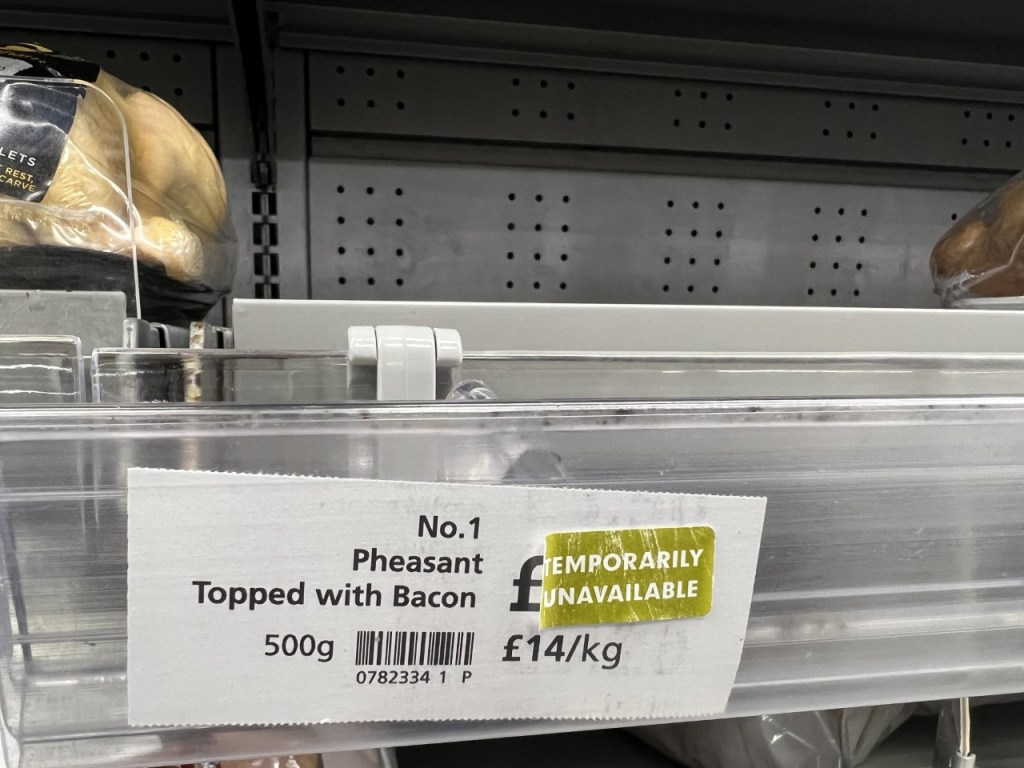 LETS
REST,
CARVE
No.1
Pheasant
Topped with Bacon
£
TEMPORARILY
UNAVAILABLE
500g
£14/kg
0782334 1 P